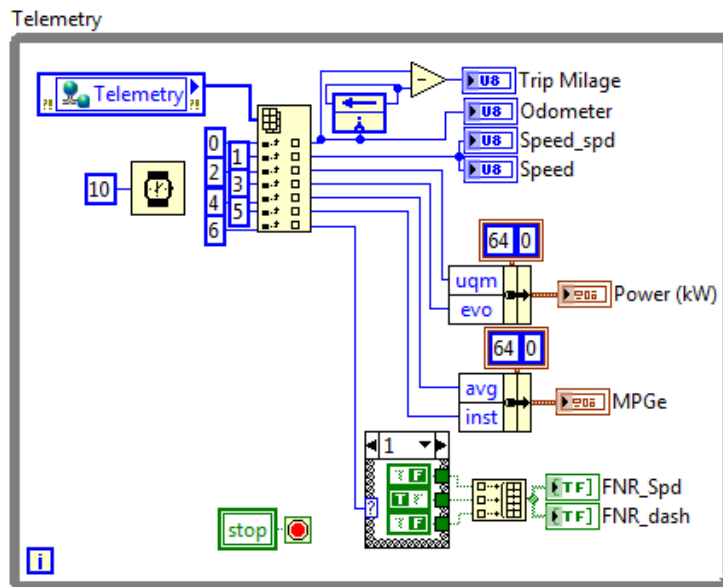 Telemetry
Telemetry
?!
?!
U8 Trip Milage
U8 Odometer
U8 Speed_spd
U8 Speed
10
0
1
2
3
4
5
6
64 0
uqm
evo
Power (kW)
64 0
avg
inst
MPGe
1
F
T
F
?
TF FNR_Spd
TF FNR_dash
stop
i